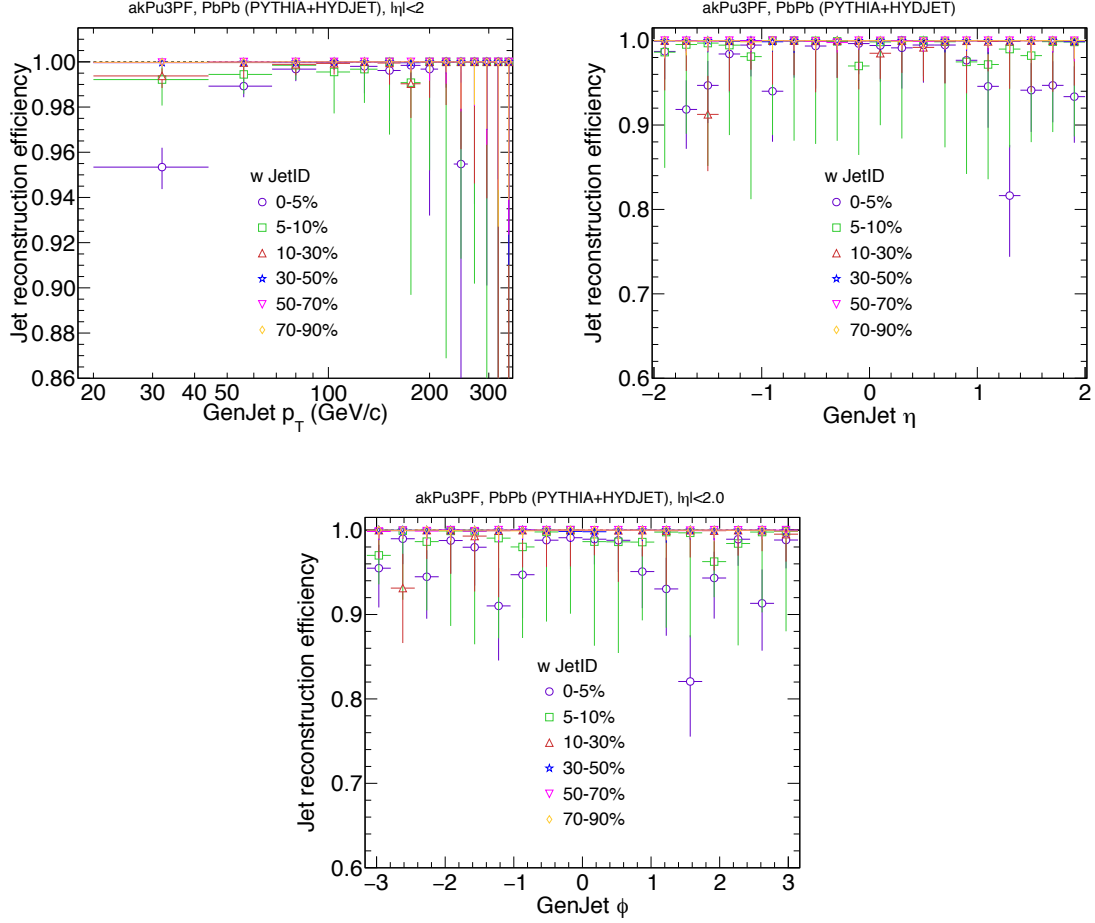 akPu3PF, PbPb (PYTHIA+HYDJET), |η|<2
Jet reconstruction efficiency
1.00
0.98
0.96
0.94
0.92
0.90
0.88
0.86
w JetID
0-5%
5-10%
10-30%
30-50%
50-70%
70-90%
20 30 40 100 200 300
GenJet p_T (GeV/c)
akPu3PF, PbPb (PYTHIA+HYDJET)
Jet reconstruction efficiency
1.0
0.9
0.8
0.7
0.6
w JetID
0-5%
5-10%
10-30%
30-50%
50-70%
70-90%
−2 −1 0 1 2
GenJet η
akPu3PF, PbPb (PYTHIA+HYDJET), |η|<2.0
Jet reconstruction efficiency
1.0
0.9
0.8
0.7
0.6
w JetID
0-5%
5-10%
10-30%
30-50%
50-70%
70-90%
−3 −2 −1 0 1 2 3
GenJet ϕ